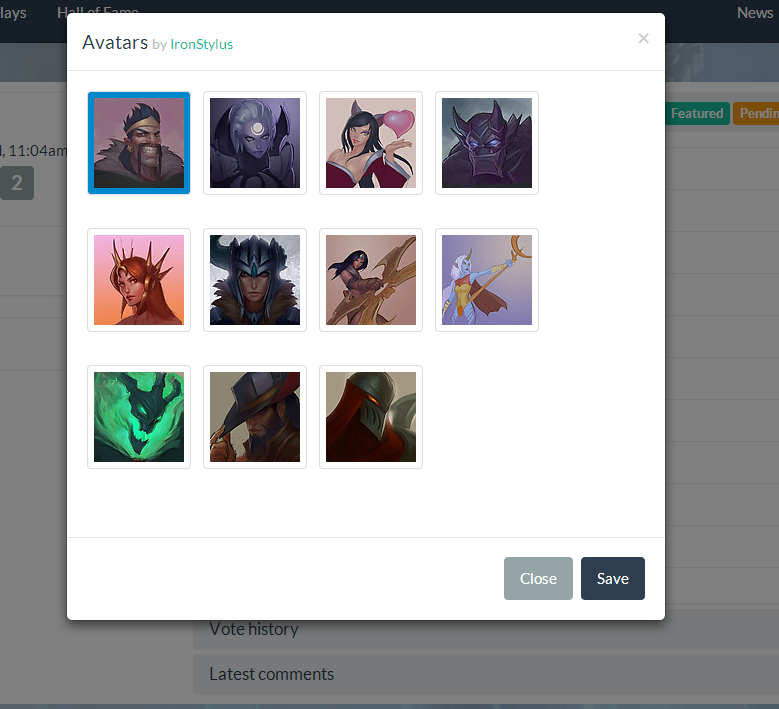 lays Hall of Fame News
Avatars by IronStylus ×
Featured Pendin
, 11:04am
2
Close Save
Vote history
Latest comments